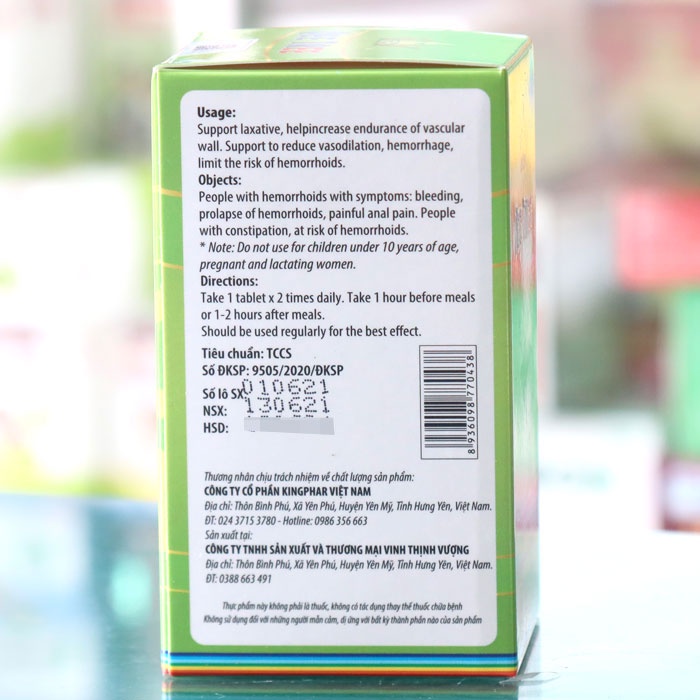 Usage:
Support laxative, helpincrease endurance of vascular
wall. Support to reduce vasodilation, hemorrhage,
limit the risk of hemorrhoids.
Objects:
People with hemorrhoids with symptoms: bleeding,
prolapse of hemorrhoids, painful anal pain. People
with constipation, at risk of hemorrhoids.
* Note: Do not use for children under 10 years of age,
pregnant and lactating women.
Directions:
Take 1 tablet x 2 times daily. Take 1 hour before meals
or 1-2 hours after meals.
Should be used regularly for the best effect.
Tiêu chuẩn: TCCS
Số ĐKSP: 9505/2020/ĐKSP
Số lô SX: 010621
NSX: 130621
HSD:
8936098770438
Thương nhân chịu trách nhiệm về chất lượng sản phẩm:
CÔNG TY CỔ PHẦN KINGPHAR VIỆT NAM
Địa chỉ: Thôn Bình Phú, Xã Yên Phú, Huyện Yên Mỹ, Tỉnh Hưng Yên, Việt Nam.
ĐT: 024 3715 3780 - Hotline: 0986 356 663
Sản xuất tại:
CÔNG TY TNHH SẢN XUẤT VÀ THƯƠNG MẠI VINH THỊNH VƯỢNG
Địa chỉ: Thôn Bình Phú, Xã Yên Phú, Huyện Yên Mỹ, Tỉnh Hưng Yên, Việt Nam.
ĐT: 0388 663 491
Thực phẩm này không phải là thuốc, không có tác dụng thay thế thuốc chữa bệnh
Không sử dụng đối với những người mẫn cảm, dị ứng với bất kỳ thành phần nào của sản phẩm